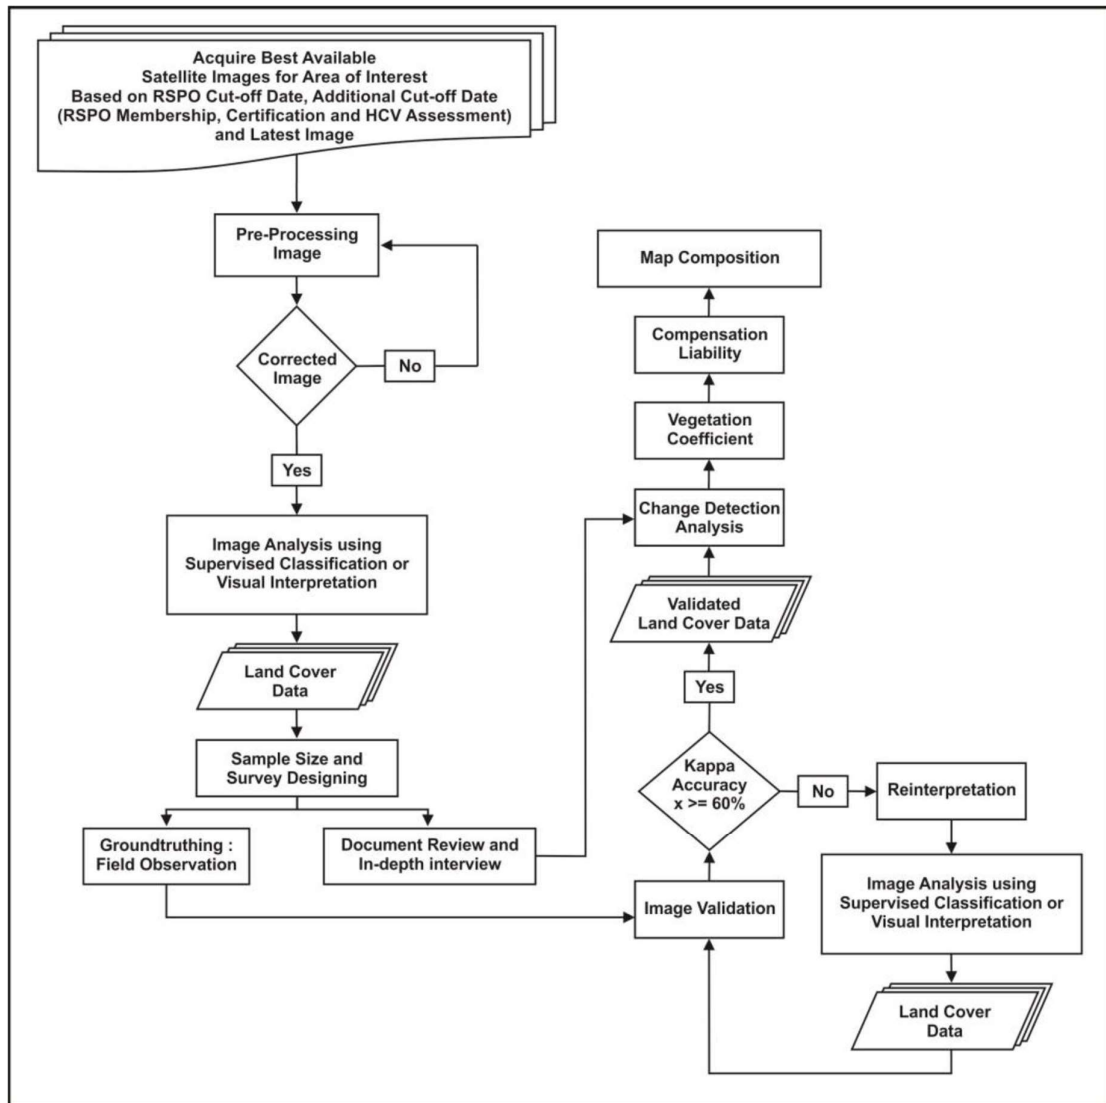 Acquire Best Available
Satellite Images for Area of Interest
Based on RSPO Cut-off Date, Additional Cut-off Date
(RSPO Membership, Certification and HCV Assessment)
and Latest Image
Pre-Processing
Image
Corrected
Image
No
Yes
Image Analysis using
Supervised Classification or
Visual Interpretation
Land Cover
Data
Sample Size and
Survey Designing
Groundtruthing :
Field Observation
Document Review and
In-depth interview
Map Composition
Compensation
Liability
Vegetation
Coefficient
Change Detection
Analysis
Validated
Land Cover Data
Yes
Kappa
Accuracy
x >= 60%
No
Reinterpretation
Image Validation
Image Analysis using
Supervised Classification or
Visual Interpretation
Land Cover
Data